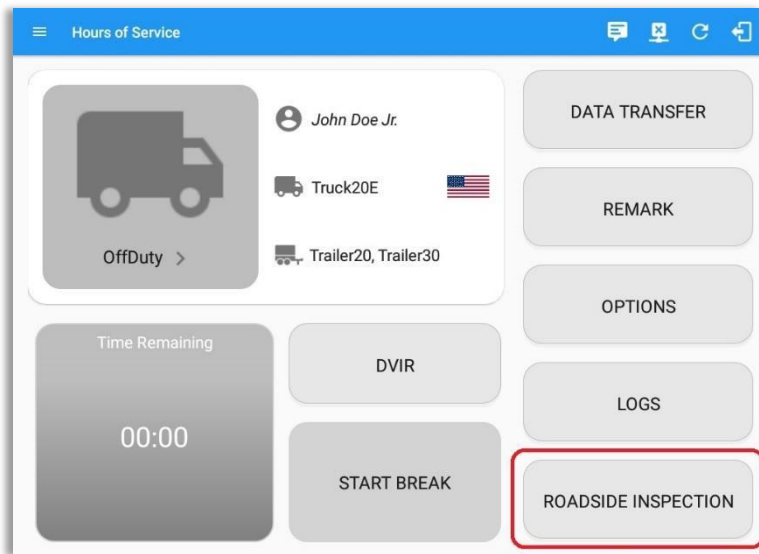 Hours of Service
John Doe Jr.
Truck20E
OffDuty >
Trailer20, Trailer30
DATA TRANSFER
REMARK
OPTIONS
LOGS
ROADSIDE INSPECTION
Time Remaining
00:00
DVIR
START BREAK